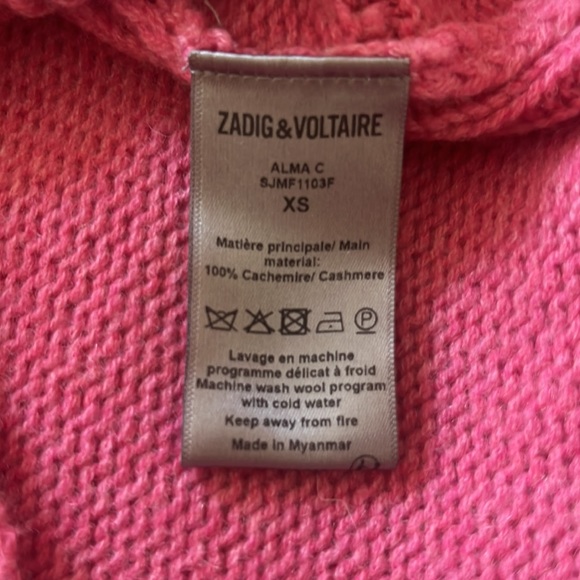 ZADIG&VOLTAIRE
ALMA C
SJMF1103F
XS
Matière principale/ Main
material:
100% Cachemire/ Cashmere
P
Lavage en machine
programme délicat à froid
Machine wash wool program
with cold water
Keep away from fire
Made in Myanmar